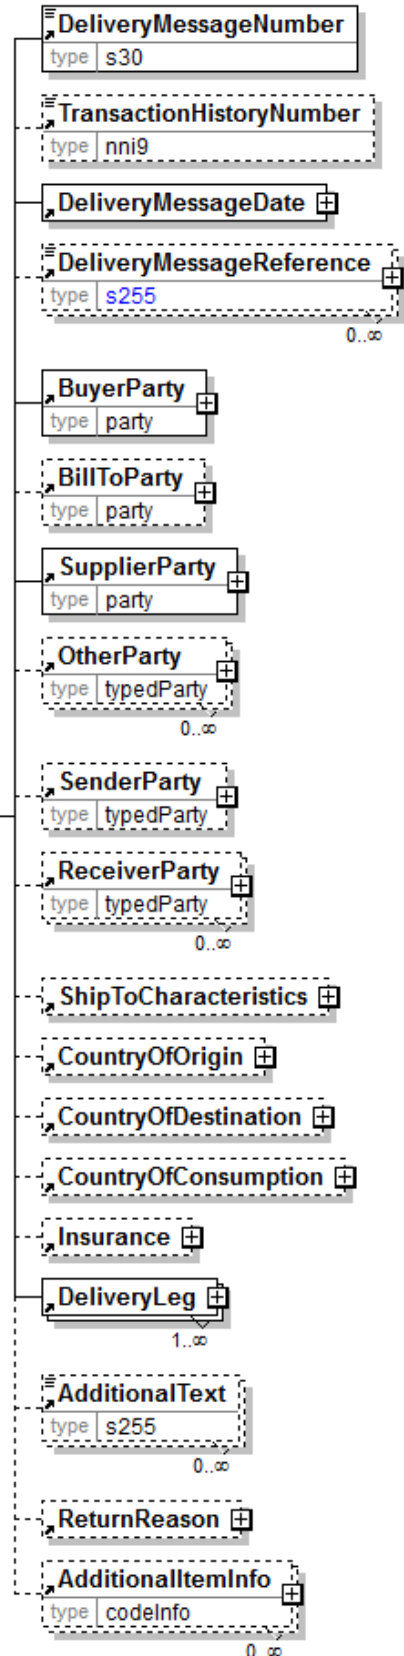 DeliveryMessageNumber
type s30
TransactionHistoryNumber
type nni9
DeliveryMessageDate
DeliveryMessageReference
type s255
0..∞
BuyerParty
type party
BillToParty
type party
SupplierParty
type party
OtherParty
type typedParty
0..∞
SenderParty
type typedParty
ReceiverParty
type typedParty
0..∞
ShipToCharacteristics
CountryOfOrigin
CountryOfDestination
CountryOfConsumption
Insurance
DeliveryLeg
1..∞
AdditionalText
type s255
0..∞
ReturnReason
AdditionalItemInfo
type codeInfo
0..∞